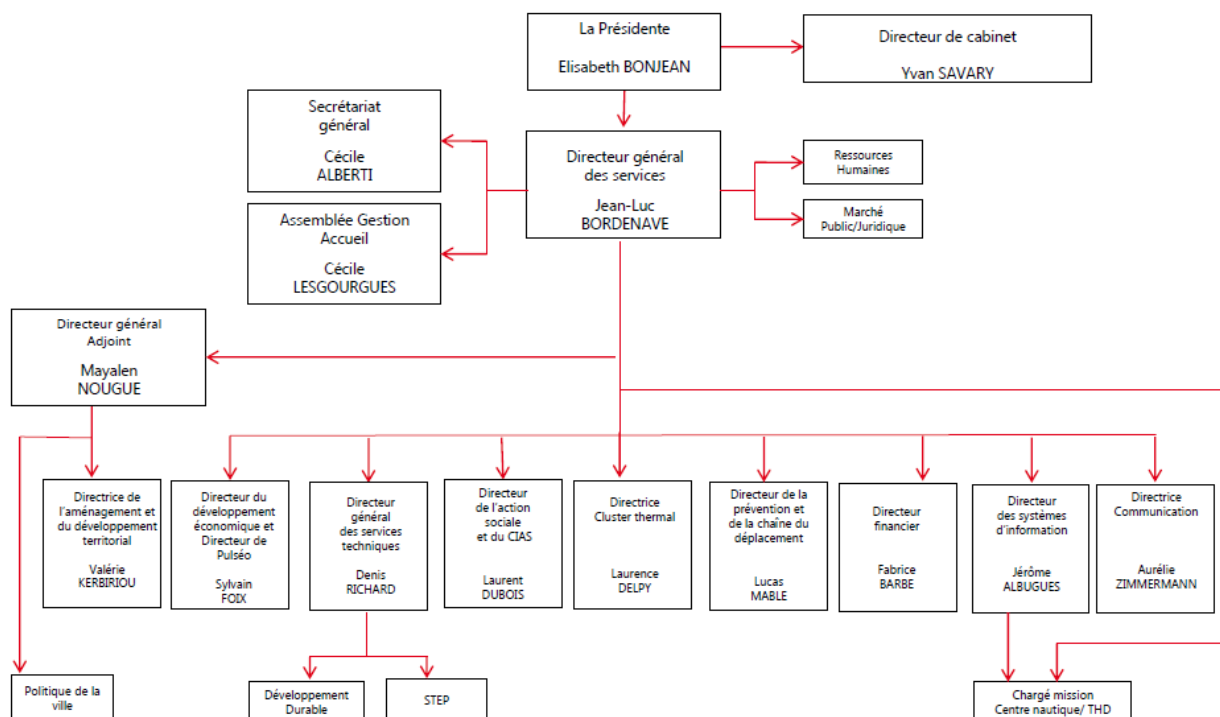 La Présidente
Elisabeth BONJEAN
Directeur de cabinet
Yvan SAVARY
Secrétariat
général
Cécile
ALBERTI
Directeur général
des services
Jean-Luc
BORDENAVE
Ressources
Humaines
Marché
Public/Juridique
Assemblée Gestion
Accueil
Cécile
LESGOURGUES
Directeur général
Adjoint
Mayalen
NOUGUE
Directrice de
l'aménagement et
du développement
territorial
Valérie
KERBIRIOU
Directeur du
développement
économique et
Directeur de
Pulséo
Sylvain
FOIX
Directeur
général
des services
techniques
Denis
RICHARD
Directeur
de l'action
sociale
et du CIAS
Laurent
DUBOIS
Directrice
Cluster thermal
Laurence
DELPY
Directeur de la
prévention et
de la chaîne du
déplacement
Lucas
MABLE
Directeur
financier
Fabrice
BARBE
Directeur
des systèmes
d'information
Jérôme
ALBUGUES
Directrice
Communication
Aurélie
ZIMMERMANN
Politique de la
ville
Développement
Durable
STEP
Chargé mission
Centre nautique/ THD